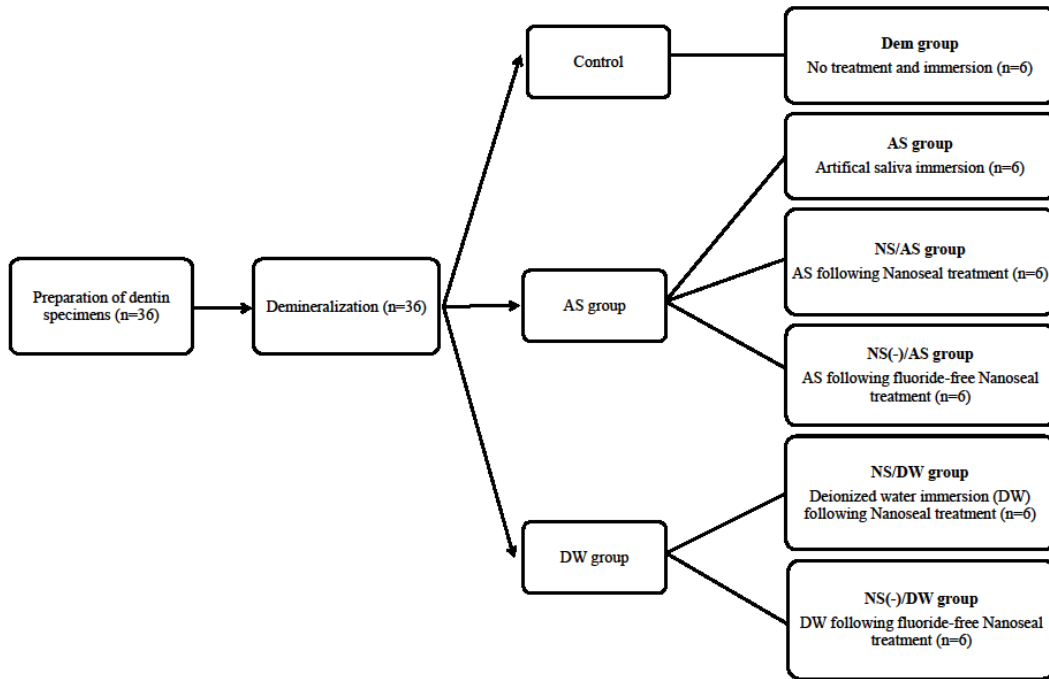 Preparation of dentin
specimens (n=36)
Demineralization (n=36)
Control
AS group
DW group
Dem group
No treatment and immersion (n=6)
AS group
Artifical saliva immersion (n=6)
NS/AS group
AS following Nanoseal treatment (n=6)
NS(-)/AS group
AS following fluoride-free Nanoseal
treatment (n=6)
NS/DW group
Deionized water immersion (DW)
following Nanoseal treatment (n=6)
NS(-)/DW group
DW following fluoride-free Nanoseal
treatment (n=6)